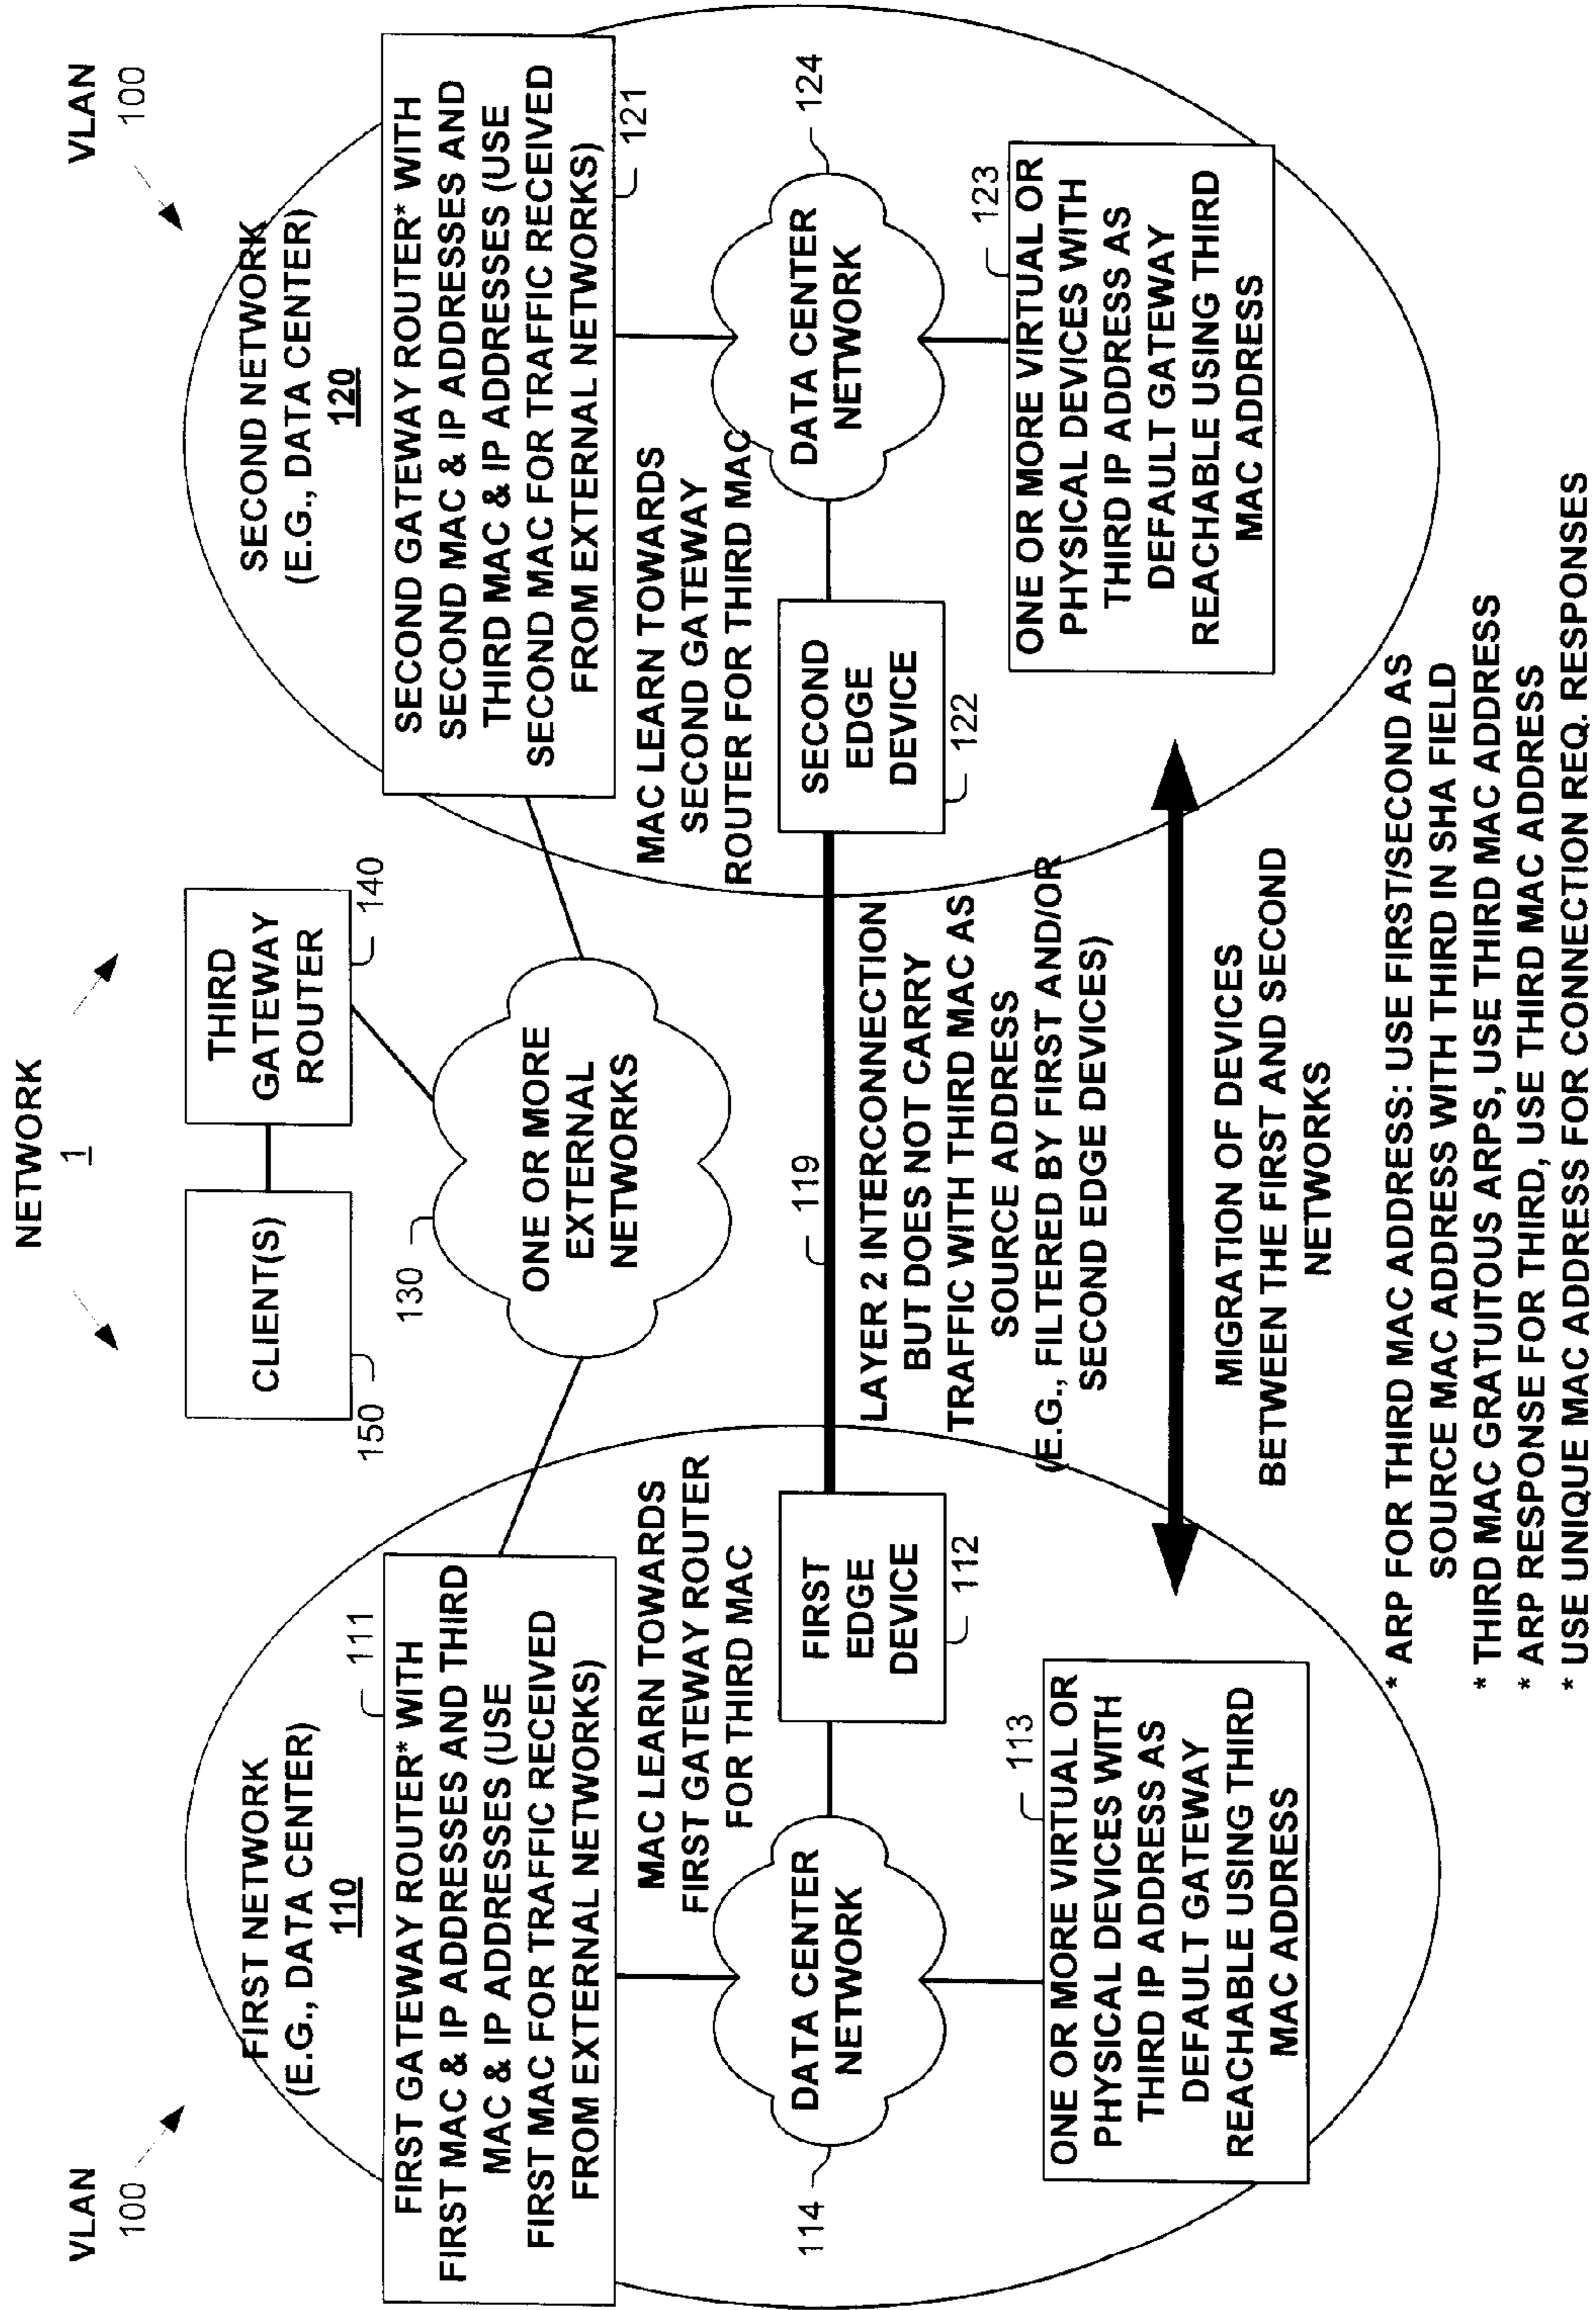 NETWORK
1
VLAN
100
VLAN
100
CLIENT(S)
150
THIRD
GATEWAY
ROUTER
140
FIRST NETWORK
(E.G., DATA CENTER)
110
FIRST GATEWAY ROUTER* WITH
FIRST MAC & IP ADDRESSES AND THIRD
MAC & IP ADDRESSES (USE
FIRST MAC FOR TRAFFIC RECEIVED
FROM EXTERNAL NETWORKS)
111
MAC LEARN TOWARDS
FIRST GATEWAY ROUTER
FOR THIRD MAC
DATA CENTER
NETWORK
114
FIRST
EDGE
DEVICE
112
ONE OR MORE VIRTUAL OR
PHYSICAL DEVICES WITH
THIRD IP ADDRESS AS
DEFAULT GATEWAY
REACHABLE USING THIRD
MAC ADDRESS
113
ONE OR MORE
EXTERNAL
NETWORKS
130
119
LAYER 2 INTERCONNECTION
BUT DOES NOT CARRY
TRAFFIC WITH THIRD MAC AS
SOURCE ADDRESS
(E.G., FILTERED BY FIRST AND/OR
SECOND EDGE DEVICES)
MIGRATION OF DEVICES
BETWEEN THE FIRST AND SECOND
NETWORKS
SECOND NETWORK
(E.G., DATA CENTER)
120
SECOND GATEWAY ROUTER* WITH
SECOND MAC & IP ADDRESSES AND
THIRD MAC & IP ADDRESSES (USE
SECOND MAC FOR TRAFFIC RECEIVED
FROM EXTERNAL NETWORKS)
121
MAC LEARN TOWARDS
SECOND GATEWAY
ROUTER FOR THIRD MAC
DATA CENTER
NETWORK
124
SECOND
EDGE
DEVICE
122
ONE OR MORE VIRTUAL OR
PHYSICAL DEVICES WITH
THIRD IP ADDRESS AS
DEFAULT GATEWAY
REACHABLE USING THIRD
MAC ADDRESS
123
* ARP FOR THIRD MAC ADDRESS: USE FIRST/SECOND AS
SOURCE MAC ADDRESS WITH THIRD IN SHA FIELD
* THIRD MAC GRATUITOUS ARPS, USE THIRD MAC ADDRESS
* ARP RESPONSE FOR THIRD, USE THIRD MAC ADDRESS
* USE UNIQUE MAC ADDRESS FOR CONNECTION REQ. RESPONSES